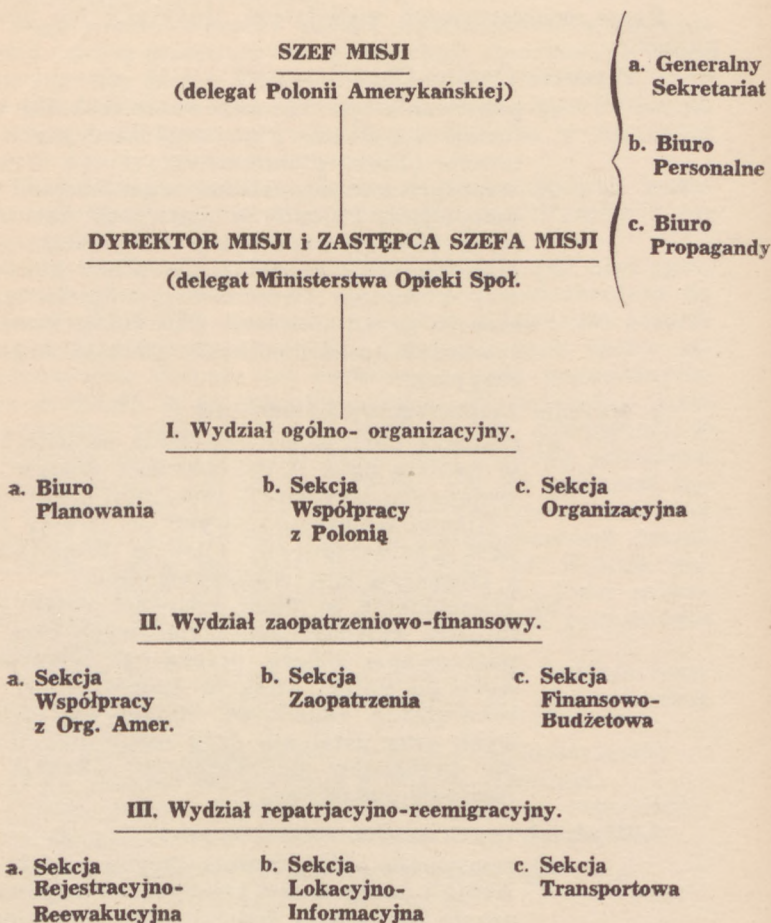 SZEF MISJI
(delegat Polonii Amerykańskiej)
a. Generalny
Sekretariat
b. Biuro
Personalne
c. Biuro
Propagandy
DYREKTOR MISJI i ZASTĘPCA SZEFA MISJI
(delegat Ministerstwa Opieki Społ.
I. Wydział ogólno- organizacyjny.
a. Biuro
Planowania
b. Sekcja
Współpracy
z Polonią
c. Sekcja
Organizacyjna
II. Wydział zaopatrzeniowo-finansowy.
a. Sekcja
Współpracy
z Org. Amer.
b. Sekcja
Zaopatrzenia
c. Sekcja
Finansowo-
Budżetowa
III. Wydział repatrjacyjno-reemigracyjny.
a. Sekcja
Rejestracyjno-
Reewakucyjna
b. Sekcja
Lokacyjno-
Informacyjna
c. Sekcja
Transportowa